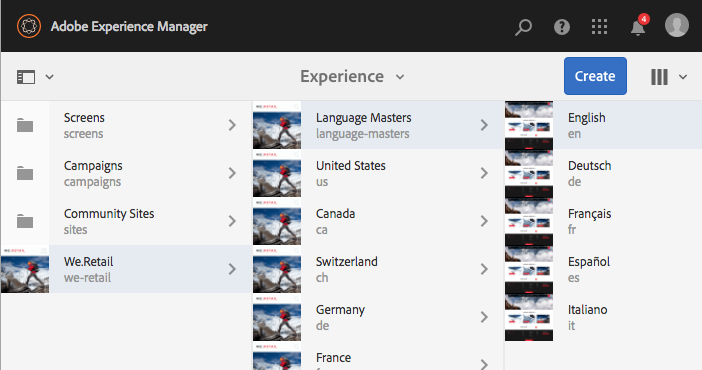 Adobe Experience Manager
4
Experience
Create
Screens
screens
Campaigns
campaigns
Community Sites
sites
We.Retail
we-retail
Language Masters
language-masters
United States
us
Canada
ca
Switzerland
ch
Germany
de
France
English
en
Deutsch
de
Français
fr
Español
es
Italiano
it